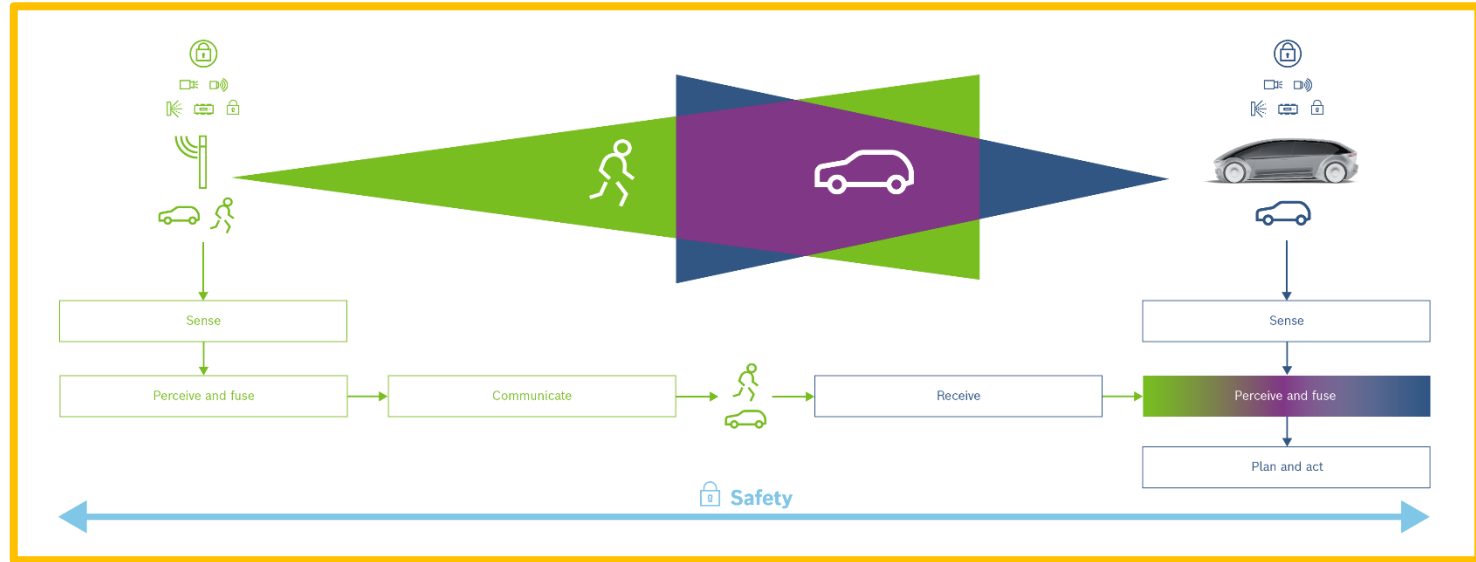 Sense
Sense
Perceive and fuse
Communicate
Receive
Perceive and fuse
Plan and act
Safety